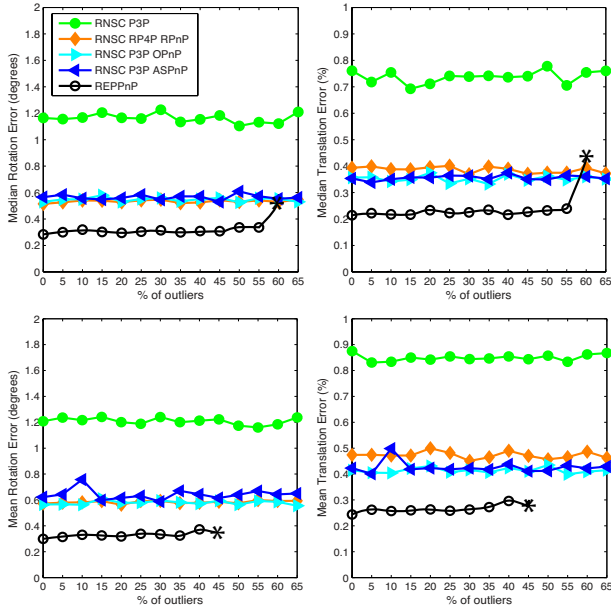 RNSC P3P
RNSC RP4P RPnP
RNSC P3P OPnP
RNSC P3P ASPnP
REPPnP
Median Rotation Error (degrees)
2
1.8
1.6
1.4
1.2
1
0.8
0.6
0.4
0.2
0
0 5 10 15 20 25 30 35 40 45 50 55 60 65
% of outliers
Median Translation Error (%)
1
0.9
0.8
0.7
0.6
0.5
0.4
0.3
0.2
0.1
0
0 5 10 15 20 25 30 35 40 45 50 55 60 65
% of outliers
Mean Rotation Error (degrees)
2
1.8
1.6
1.4
1.2
1
0.8
0.6
0.4
0.2
0
0 5 10 15 20 25 30 35 40 45 50 55 60 65
% of outliers
Mean Translation Error (%)
1
0.9
0.8
0.7
0.6
0.5
0.4
0.3
0.2
0.1
0
0 5 10 15 20 25 30 35 40 45 50 55 60 65
% of outliers